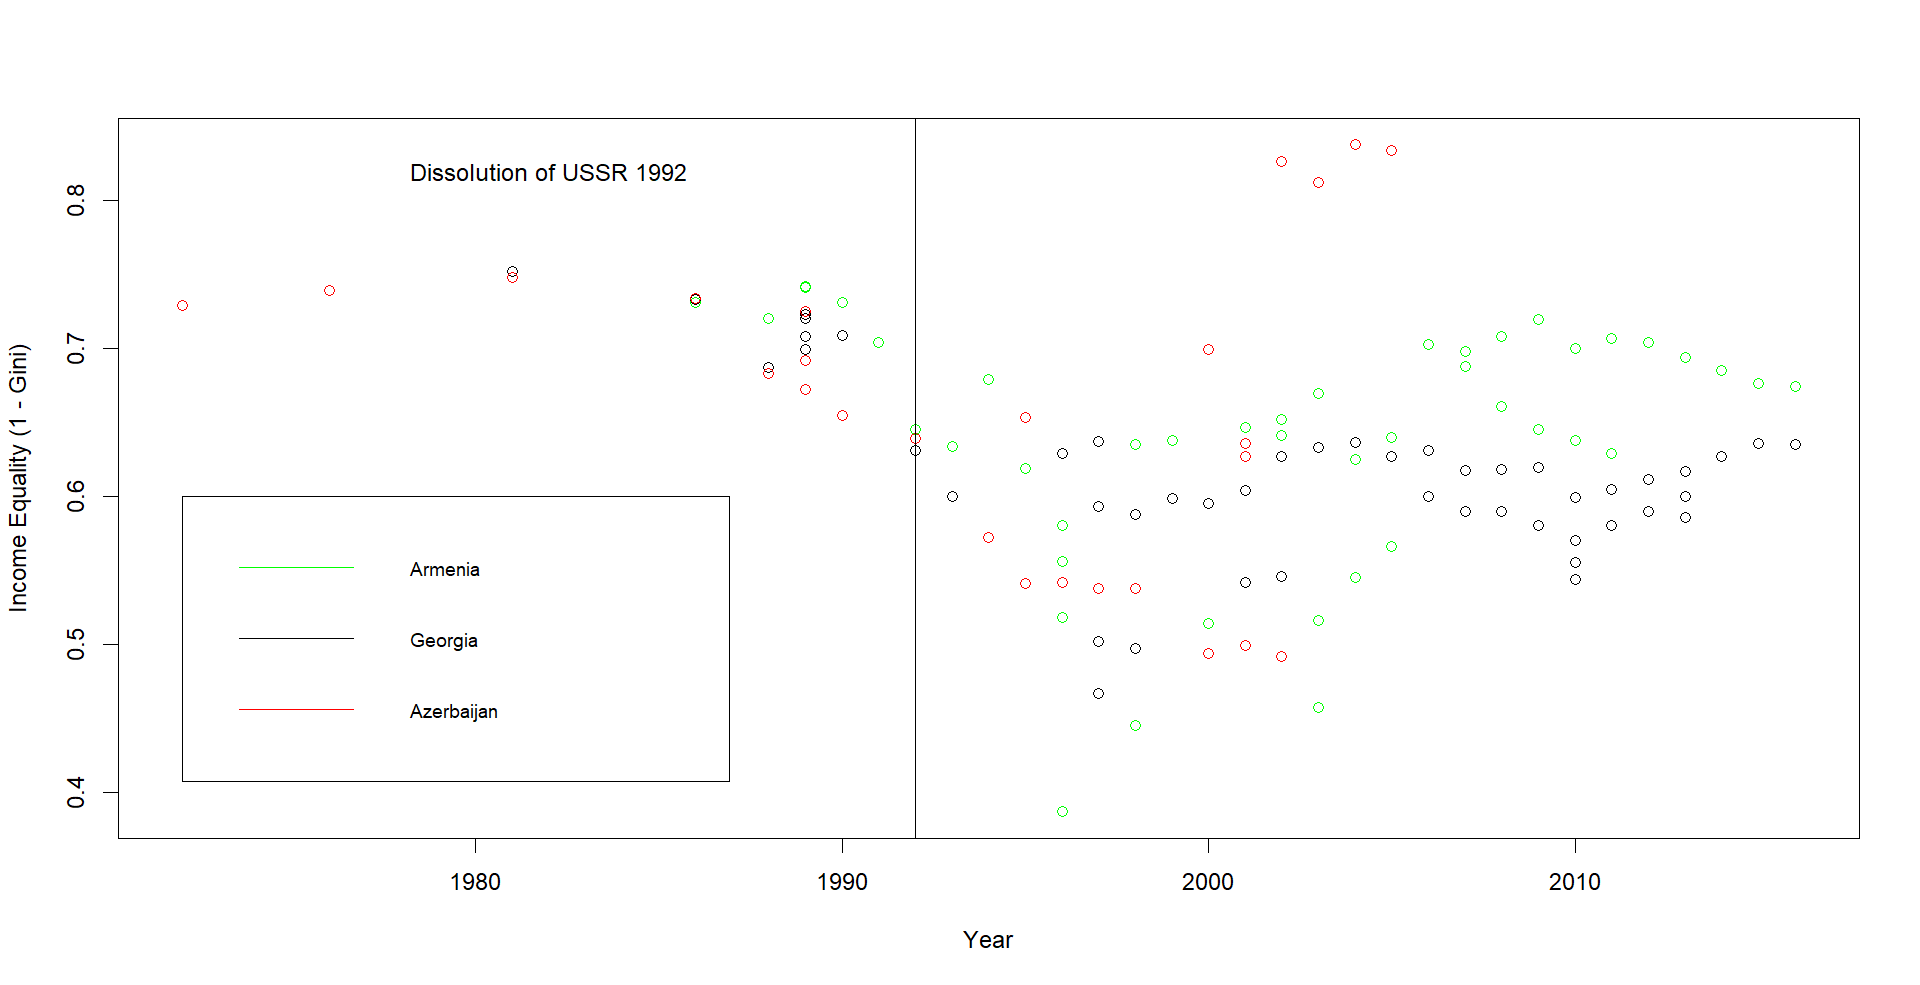 Dissolution of USSR 1992
Income Equality (1 - Gini)
0.8
0.7
0.6
0.5
0.4
Armenia
Georgia
Azerbaijan
1980 1990 2000 2010
Year